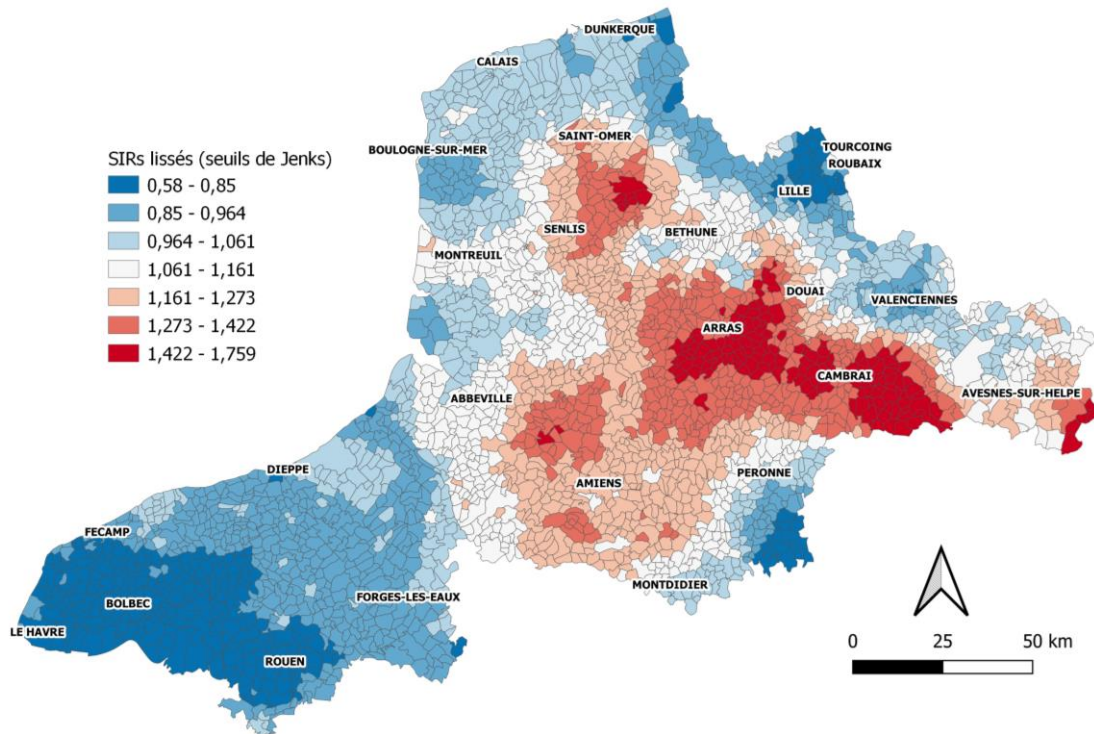 DUNKERQUE
CALAIS
SAINT-OMER
TOURCOING
ROUBAIX
BOULOGNE-SUR-MER
LILLE
SENLIS
BETHUNE
MONTREUIL
DOUAI
VALENCIENNES
ARRAS
CAMBRAI
AVESNES-SUR-HELPE
ABBEVILLE
DIEPPE
PERONNE
AMIENS
FECAMP
MONTDIDIER
FORGES-LES-EAUX
BOLBEC
LE HAVRE
ROUEN
SIRs lissés (seuils de Jenks)
0,58 - 0,85
0,85 - 0,964
0,964 - 1,061
1,061 - 1,161
1,161 - 1,273
1,273 - 1,422
1,422 - 1,759
0 25 50 km